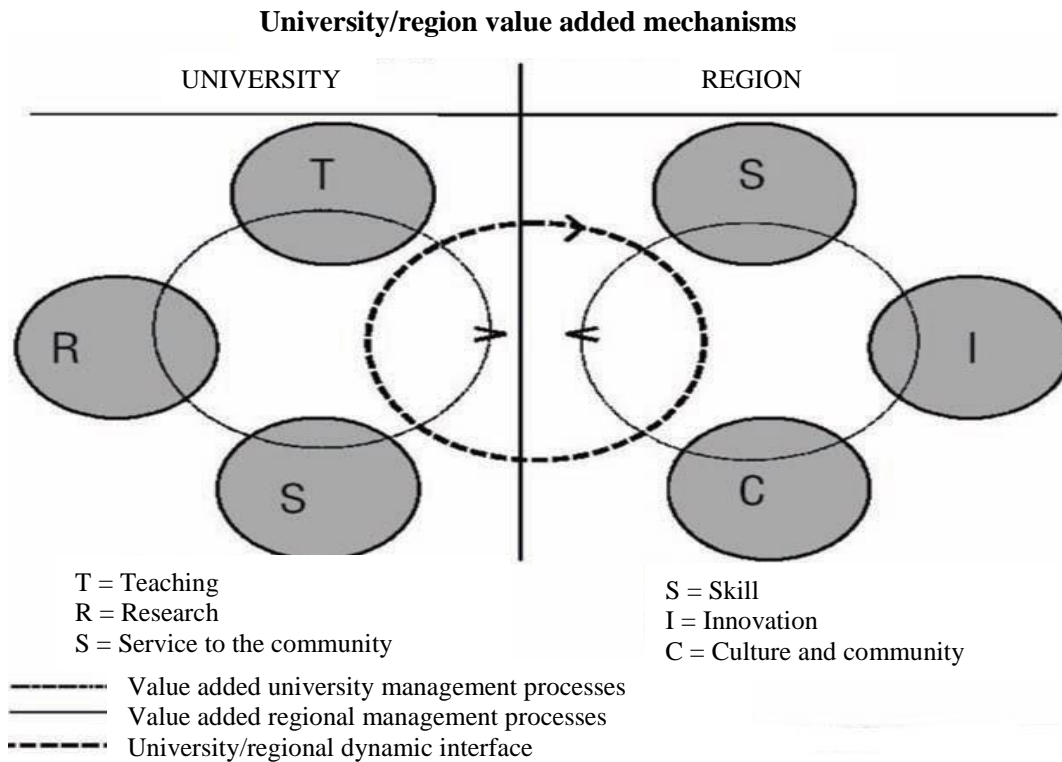 University/region value added mechanisms
UNIVERSITY
REGION
T
S
R
I
S
C
T = Teaching
R = Research
S = Service to the community
S = Skill
I = Innovation
C = Culture and community
Value added university management processes
Value added regional management processes
University/regional dynamic interface